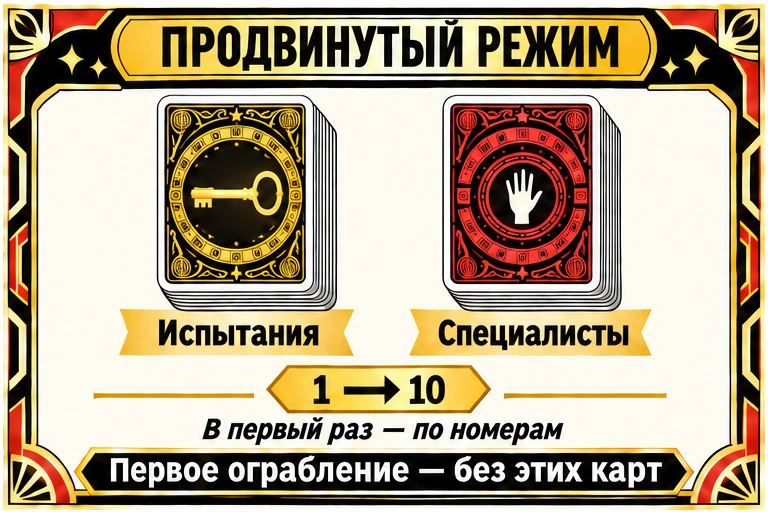 ПРОДВИНУТЫЙ РЕЖИМ
Испытания
Специалисты
1 → 10
В первый раз — по номерам
Первое ограбление — без этих карт